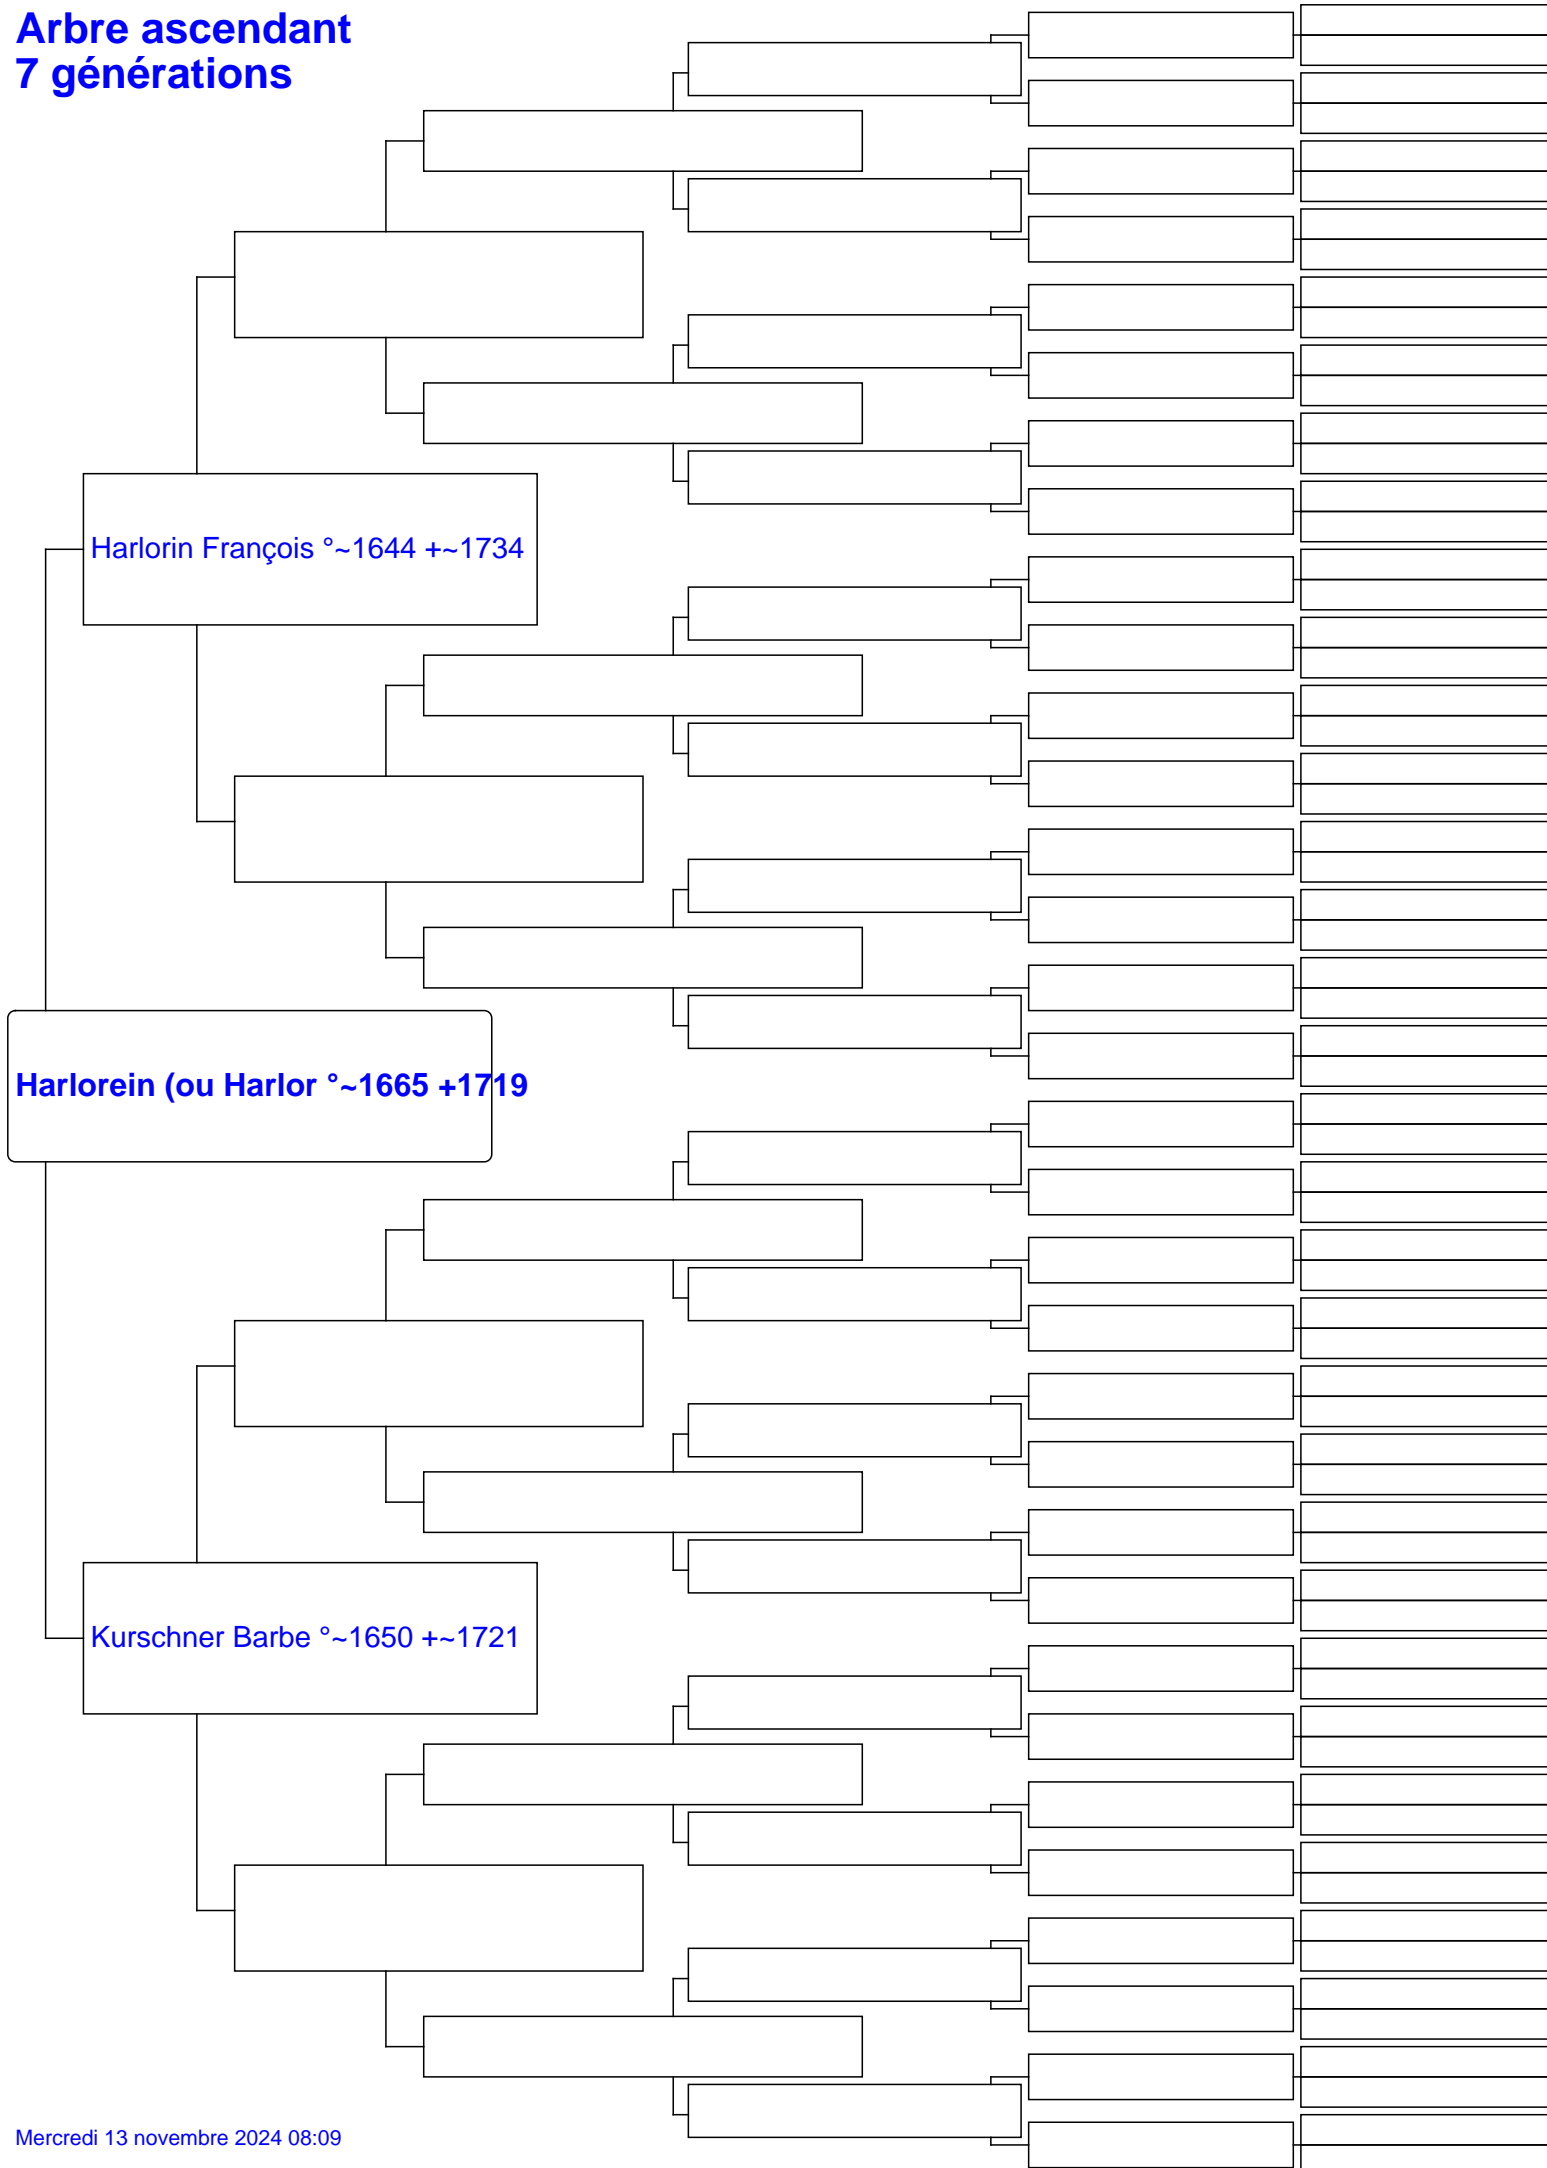 Arbre ascendant
7 générations
Harlorin François °~1644 +~1734
Harlorein (ou Harlor °~1665 +1719
Kurschner Barbe °~1650 +~1721
Mercredi 13 novembre 2024 08:09